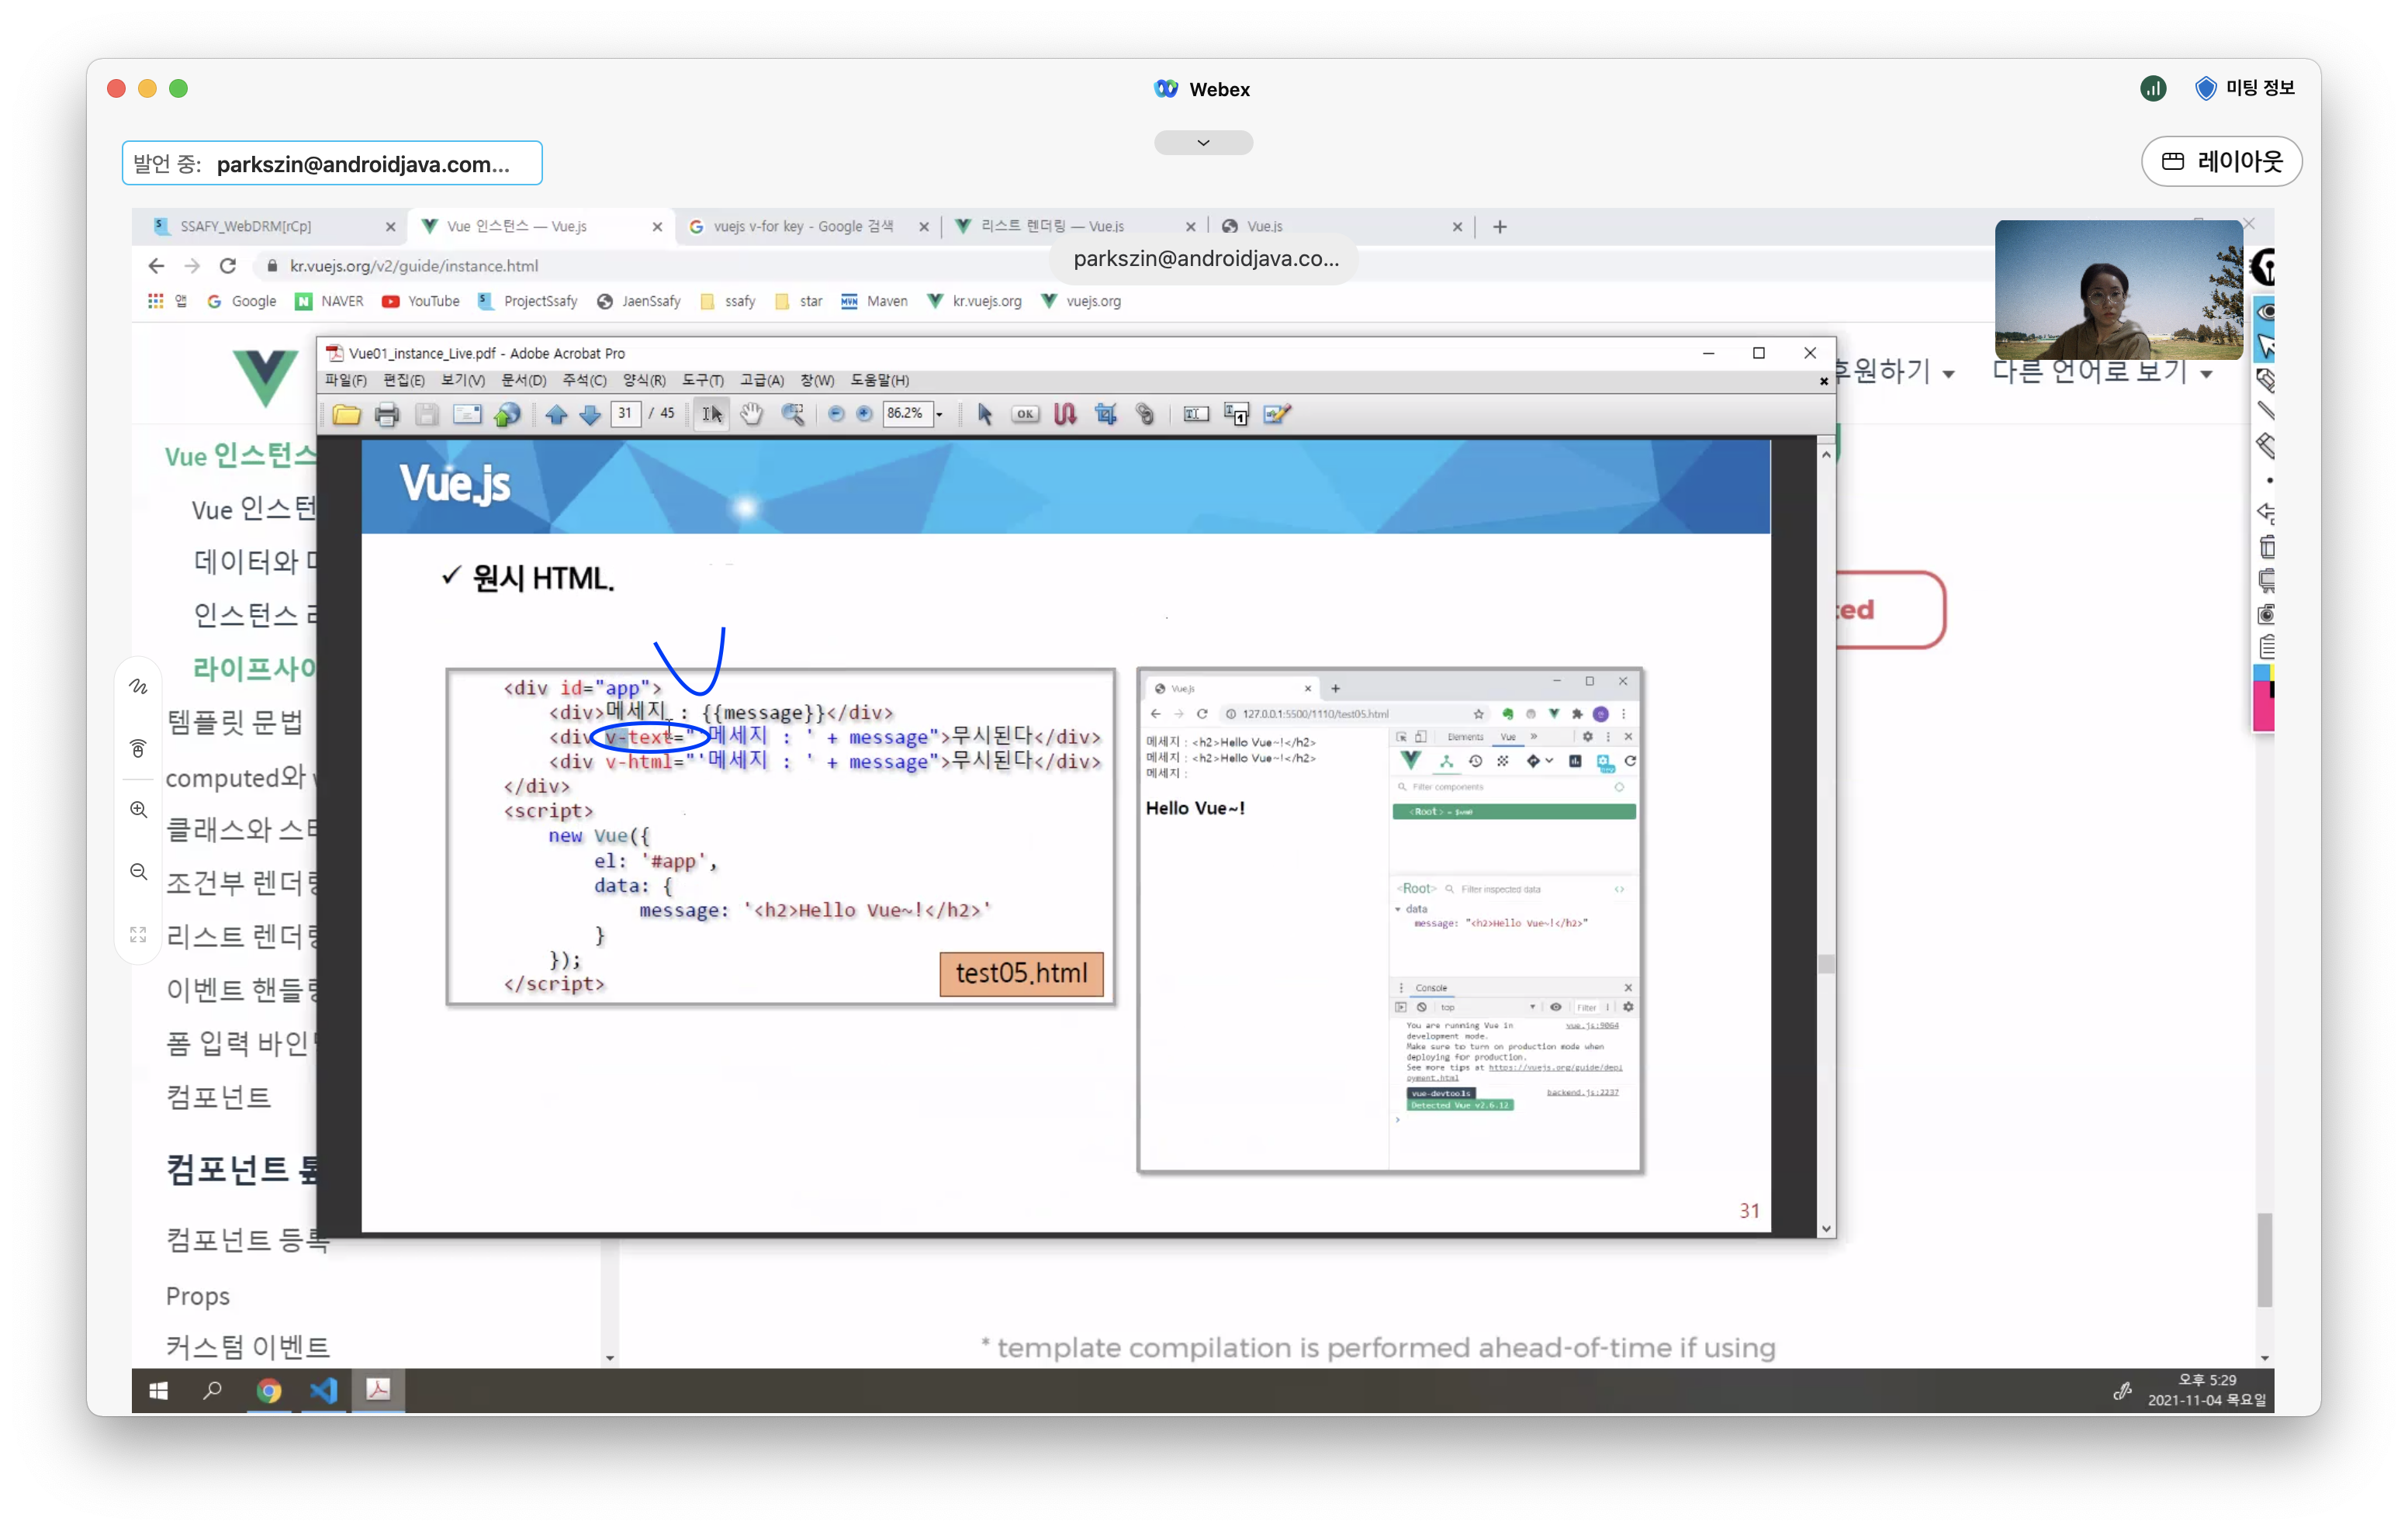 Webex
미팅 정보
발언 중: parkszin@androidjava.com...
레이아웃
SSAFY_WebDRM[rCp]
Vue 인스턴스 — Vue.js
vuejs v-for key - Google 검색
리스트 렌더링 — Vue.js
Vue.js
kr.vuejs.org/v2/guide/instance.html
parkszin@androidjava.co...
앱
Google
NAVER
YouTube
ProjectSsafy
JaenSsafy
ssafy
star
Maven
kr.vuejs.org
vuejs.org
Vue01_instance_Live.pdf - Adobe Acrobat Pro
파일(F) 편집(E) 보기(V) 문서(D) 주석(C) 양식(R) 도구(T) 고급(A) 창(W) 도움말(H)
후원하기
다른 언어로 보기
31 / 45
86.2%
OK
Vue 인스턴스
Vue 인스턴
데이터와
인스턴스
라이프사이
템플릿 문법
computed와
클래스와
조건부 렌더링
리스트 렌더링
이벤트 핸들링
폼 입력 바인
컴포넌트
컴포넌트
컴포넌트 등록
Props
커스텀 이벤트
Vue.js
✓ 원시 HTML.
<div id="app">
<div>메세지 : {{message}}</div>
<div v-text="'메세지 : ' + message">무시된다</div>
<div v-html="'메세지 : ' + message">무시된다</div>
</div>
<script>
new Vue({
el: '#app',
data: {
message: '<h2>Hello Vue~!</h2>'
}
});
</script>
test05.html
Vue.js
127.0.0.1:5500/1110/test05.html
메세지 : <h2>Hello Vue~!</h2>
메세지 : <h2>Hello Vue~!</h2>
메세지 :
Hello Vue~!
Elements Vue »
Filter components
<Root> = $vm0
<Root> Filter inspected data
data
message: "<h2>Hello Vue~!</h2>"
Console
top
Filter
You are running Vue in development mode. vue.js:9064
Make sure to turn on production mode when
deploying for production.
See more tips at https://vuejs.org/guide/depl
oyment.html
vue-devtools backend.js:2237
Detected Vue v2.6.12
31
* template compilation is performed ahead-of-time if using
오후 5:29
2021-11-04 목요일